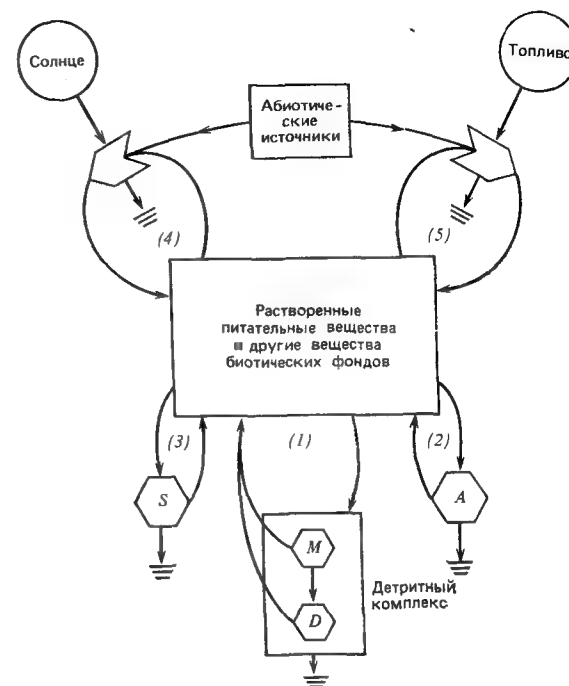 Солнце
Топливо
Абиотиче-
ские
источники
(4)
(5)
Растворенные
питательные вещества
и другие вещества
биотических фондов
(3)
(1)
(2)
S
A
M
D
Детритный
комплекс